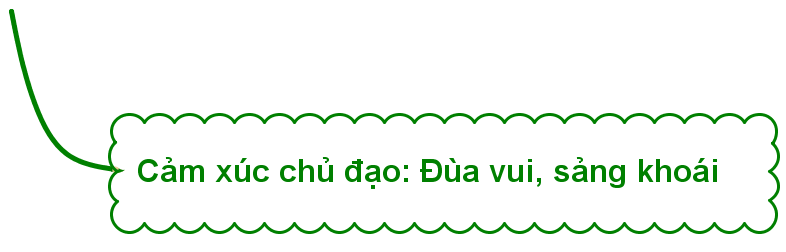 Cảm xúc chủ đạo: Đùa vui, sảng khoái